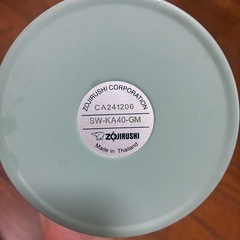 ZOJIRUSHI CORPORATION
CA241206
SW-KA40-GM
ZOJIRUSHI
Made in Thailand